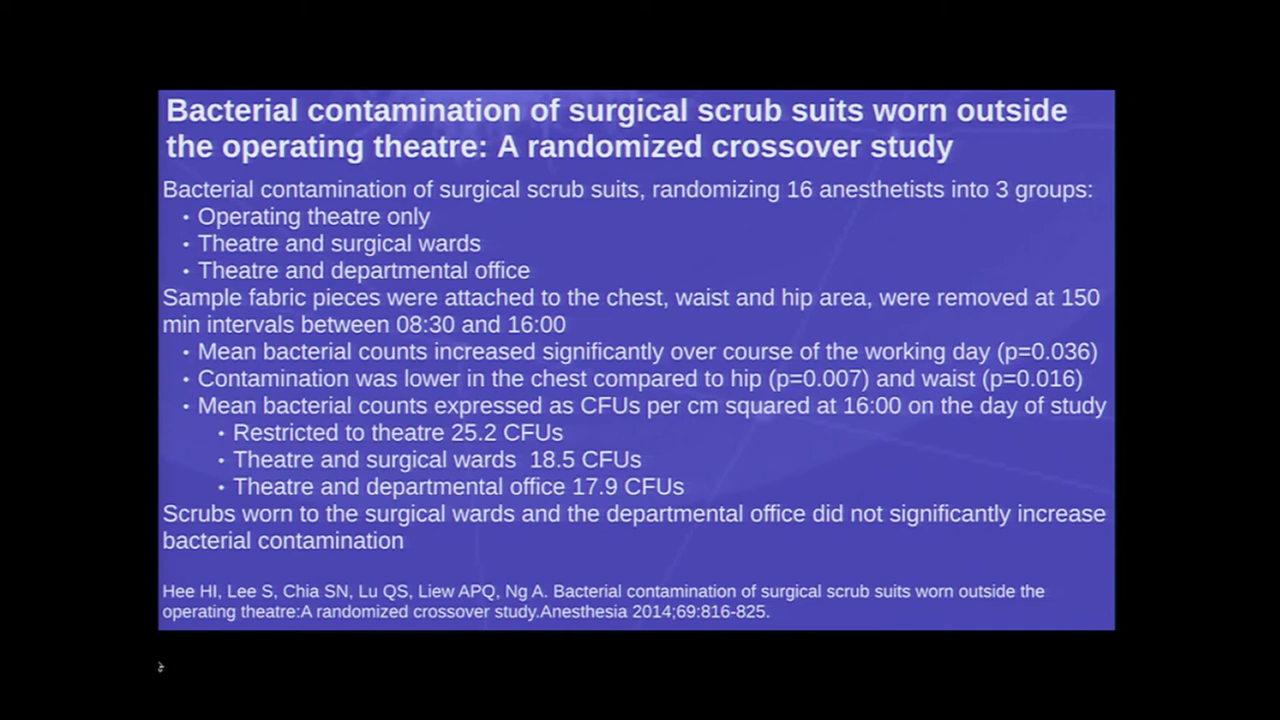 Bacterial contamination of surgical scrub suits worn outside
the operating theatre: A randomized crossover study
Bacterial contamination of surgical scrub suits, randomizing 16 anesthetists into 3 groups:
• Operating theatre only
• Theatre and surgical wards
• Theatre and departmental office
Sample fabric pieces were attached to the chest, waist and hip area, were removed at 150
min intervals between 08:30 and 16:00
• Mean bacterial counts increased significantly over course of the working day (p=0.036)
• Contamination was lower in the chest compared to hip (p=0.007) and waist (p=0.016)
• Mean bacterial counts expressed as CFUs per cm squared at 16:00 on the day of study
• Restricted to theatre 25.2 CFUs
• Theatre and surgical wards  18.5 CFUs
• Theatre and departmental office 17.9 CFUs
Scrubs worn to the surgical wards and the departmental office did not significantly increase
bacterial contamination
Hee HI, Lee S, Chia SN, Lu QS, Liew APQ, Ng A. Bacterial contamination of surgical scrub suits worn outside the
operating theatre:A randomized crossover study.Anesthesia 2014;69:816-825.